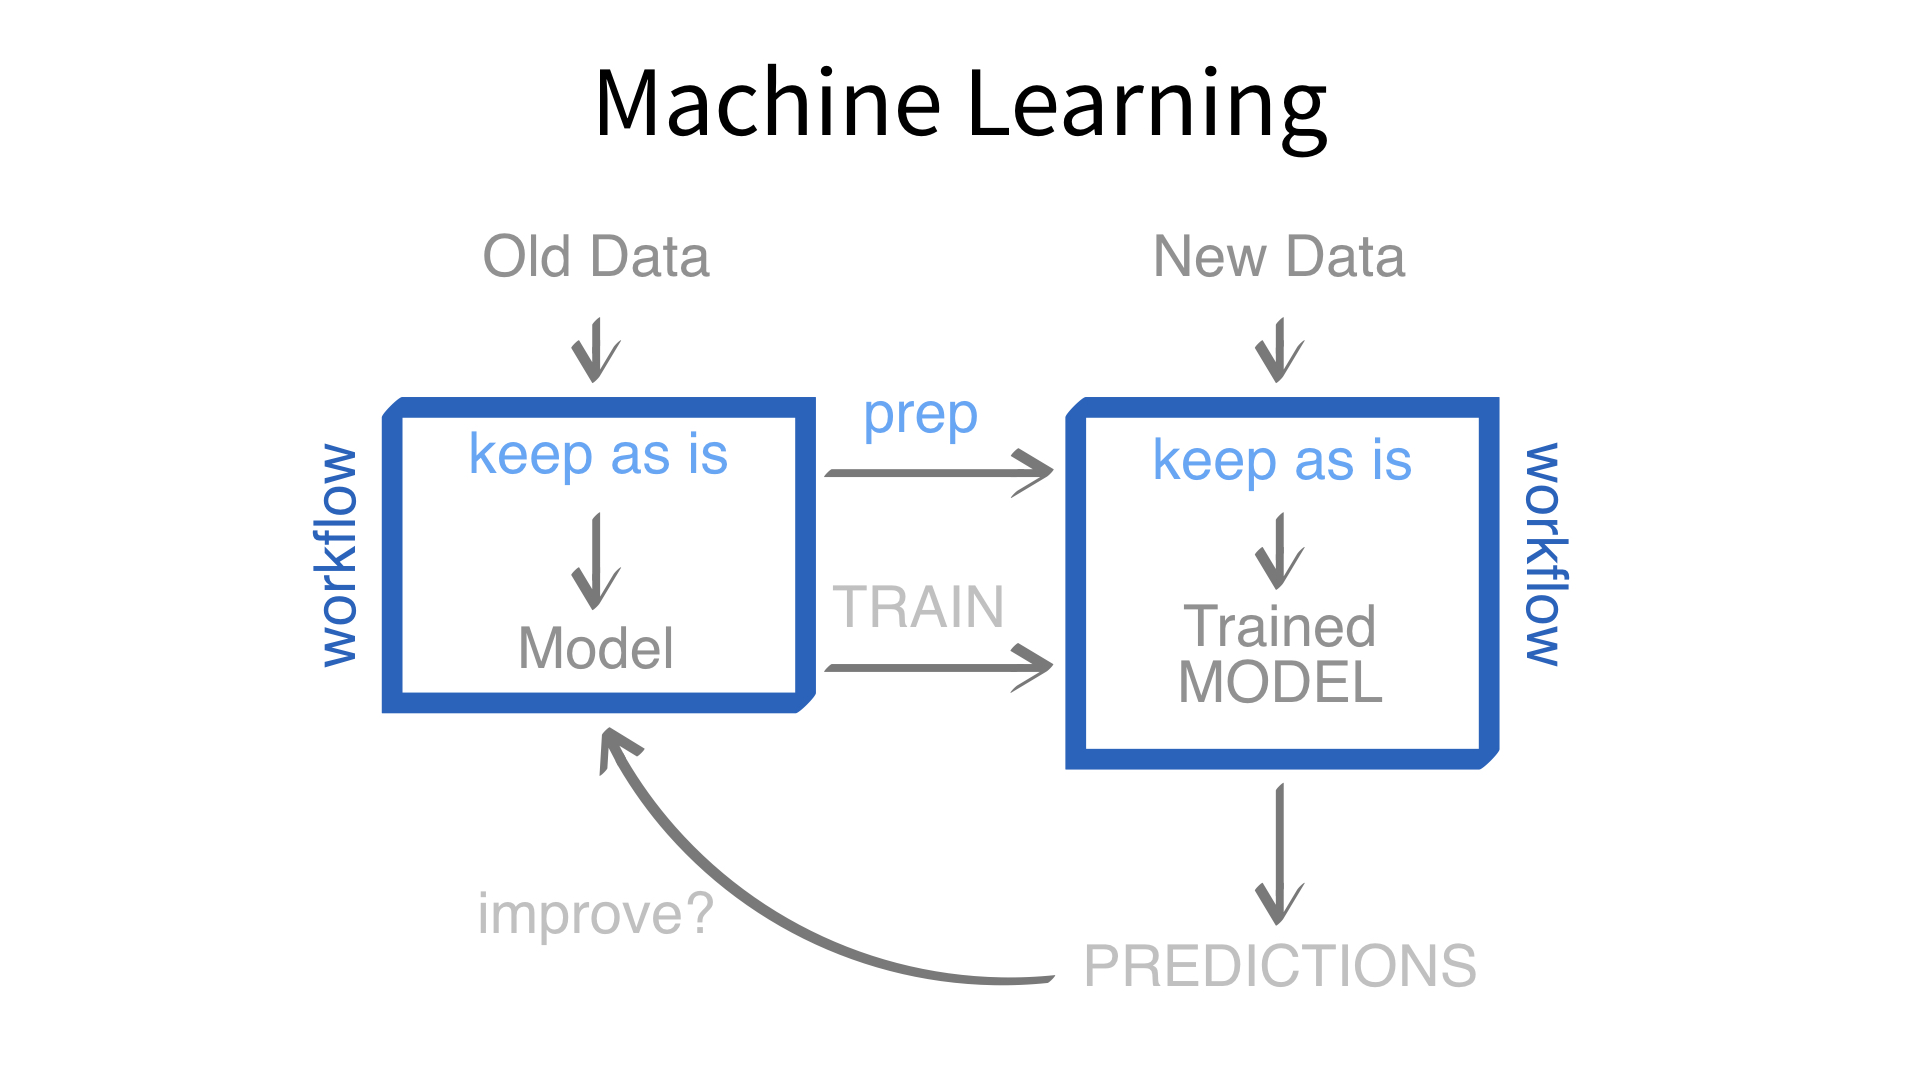 Machine Learning
Old Data
New Data
workflow
keep as is
Model
prep
TRAIN
keep as is
Trained
MODEL
workflow
improve?
PREDICTIONS